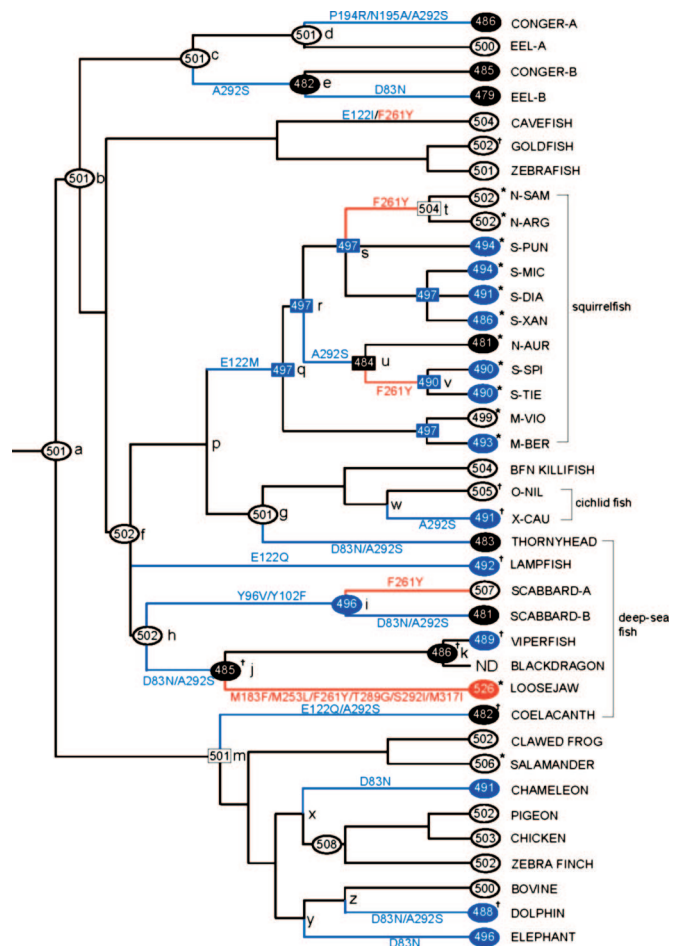 P194R/N195A/A292S 486 CONGER-A
501 d
500 EEL-A
501 c
A292S 482 e 485 CONGER-B
D83N 479 EEL-B
E122I/F261Y 504 CAVEFISH
502† GOLDFISH
501 b
501 ZEBRAFISH
F261Y 504 t 502* N-SAM
502* N-ARG
497 s 494* S-PUN
494* S-MIC
497 491* S-DIA
486* S-XAN
squirrelfish
497 r
A292S 484 u 481* N-AUR
E122M 497 q
F261Y 490 v 490* S-SPI
490* S-TIE
497 499* M-VIO
493* M-BER
501 a
p
504 BFN KILLIFISH
501 g
w 505† O-NIL
A292S 491† X-CAU
cichlid fish
502 f
D83N/A292S 483 THORNYHEAD
E122Q 492† LAMPFISH
Y96V/Y102F 496 i F261Y 507 SCABBARD-A
D83N/A292S 481 SCABBARD-B
deep-sea
fish
502 h
D83N/A292S 485† j 486† k 489† VIPERFISH
ND BLACKDRAGON
M183F/M253L/F261Y/T289G/S292I/M317I 526* LOOSEJAW
E122Q/A292S 482† COELACANTH
501 m
502 CLAWED FROG
506* SALAMANDER
D83N 491 CHAMELEON
x
502 PIGEON
508 503 CHICKEN
502 ZEBRA FINCH
z 500 BOVINE
D83N/A292S 488† DOLPHIN
y
D83N 496 ELEPHANT